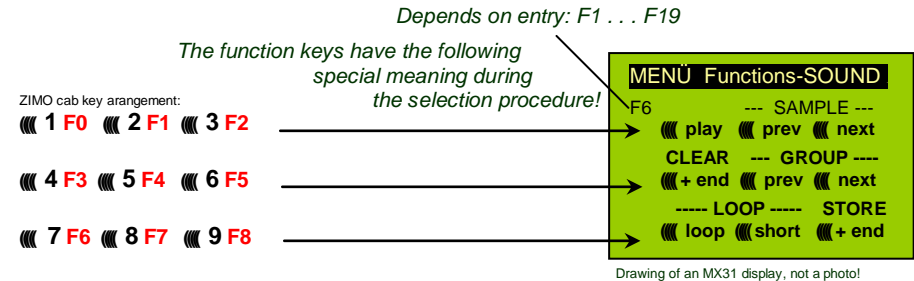 Depends on entry: F1 . . . F19
The function keys have the following
special meaning during
the selection procedure!
ZIMO cab key arangement:
1 F0 2 F1 3 F2
4 F3 5 F4 6 F5
7 F6 8 F7 9 F8
MENÜ Functions-SOUND
F6 --- SAMPLE ---
play prev next
CLEAR --- GROUP ----
+ end prev next
----- LOOP ----- STORE
loop short + end
Drawing of an MX31 display, not a photo!